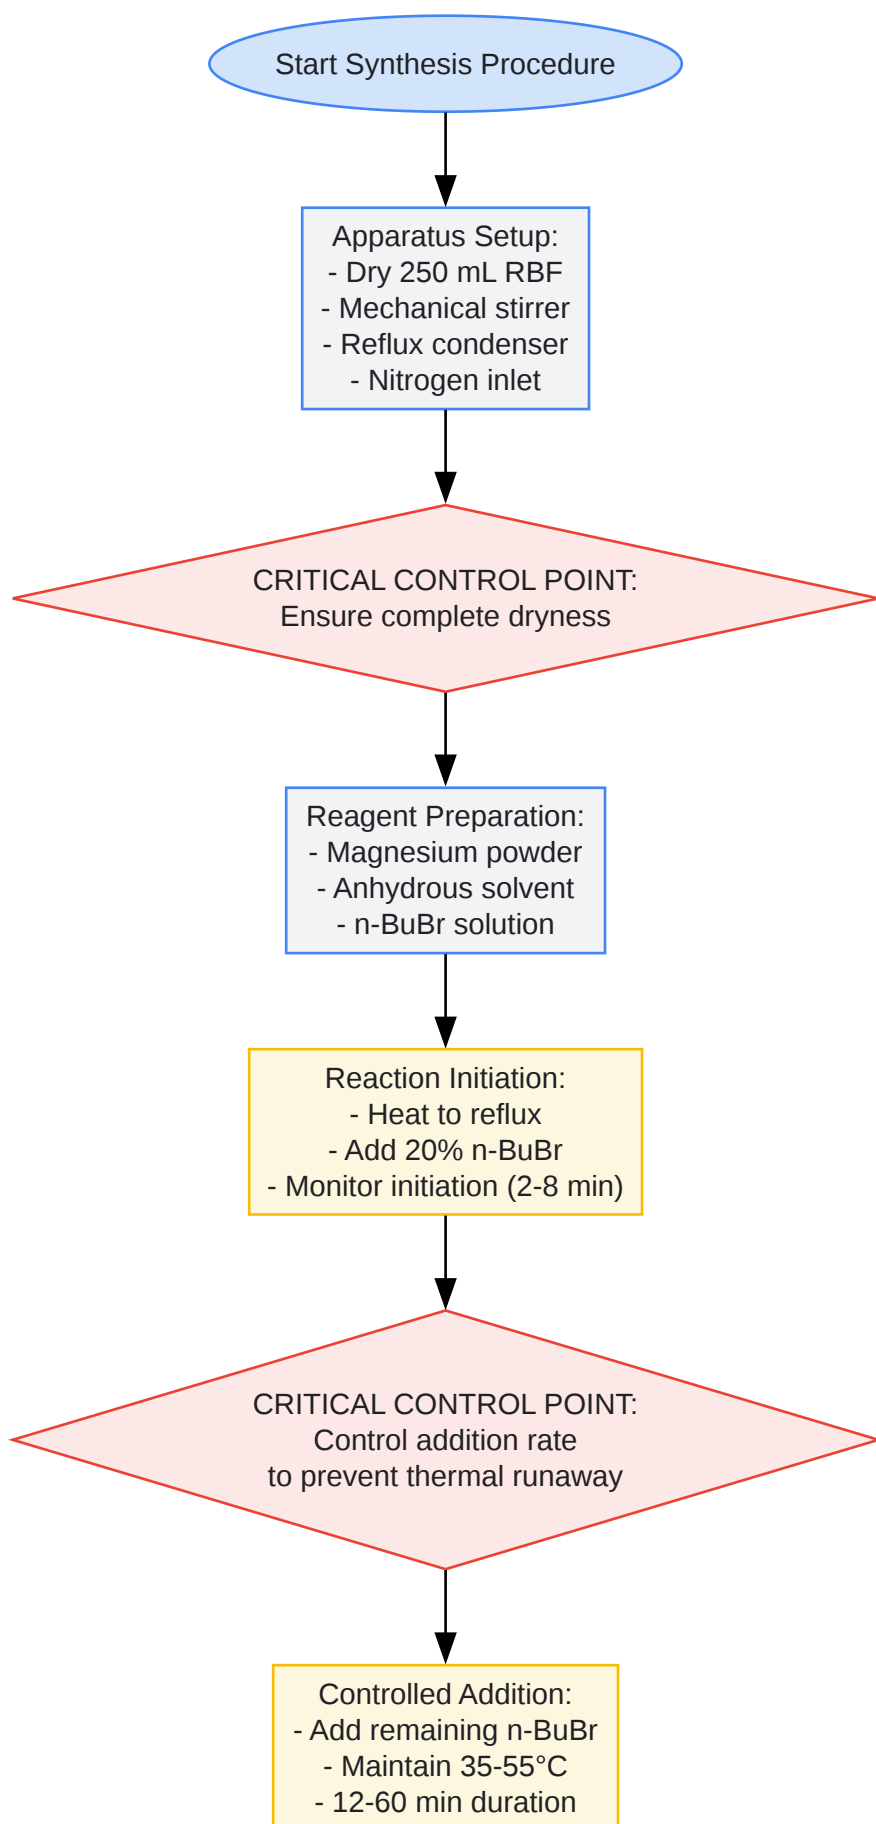 Start Synthesis Procedure
Apparatus Setup:
- Dry 250 mL RBF
- Mechanical stirrer
- Reflux condenser
- Nitrogen inlet
CRITICAL CONTROL POINT:
Ensure complete dryness
Reagent Preparation:
- Magnesium powder
- Anhydrous solvent
- n-BuBr solution
Reaction Initiation:
- Heat to reflux
- Add 20% n-BuBr
- Monitor initiation (2-8 min)
CRITICAL CONTROL POINT:
Control addition rate
to prevent thermal runaway
Controlled Addition:
- Add remaining n-BuBr
- Maintain 35-55°C
- 12-60 min duration